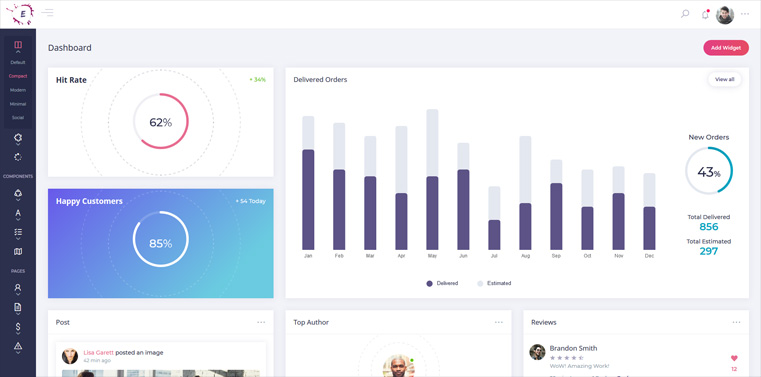 E
Dashboard
Add Widget
Default
Compact
Modern
Minimal
Social
COMPONENTS
PAGES
Hit Rate
+ 34%
62%
Happy Customers
+ 54 Today
85%
Delivered Orders
View all
Jan Feb Mar Apr May Jun Jul Aug Sep Oct Nov Dec
Delivered Estimated
New Orders
43%
Total Delivered
856
Total Estimated
297
Post
Lisa Garett posted an image
42 min ago
Top Author
Reviews
Brandon Smith
WoW! Amazing Work!
12